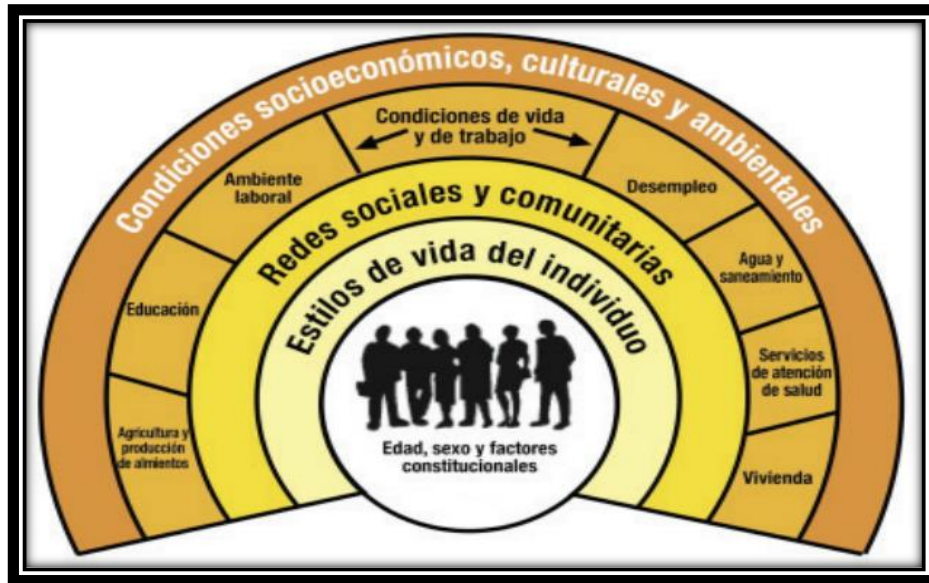 Condiciones socioeconómicos, culturales y ambientales
Condiciones de vida
y de trabajo
Ambiente
laboral
Desempleo
Redes sociales y comunitarias
Agua y
saneamiento
Educación
Estilos de vida del individuo
Servicios
de atención
de salud
Agricultura y
producción
de almientos
Edad, sexo y factores
constitucionales
Vivienda